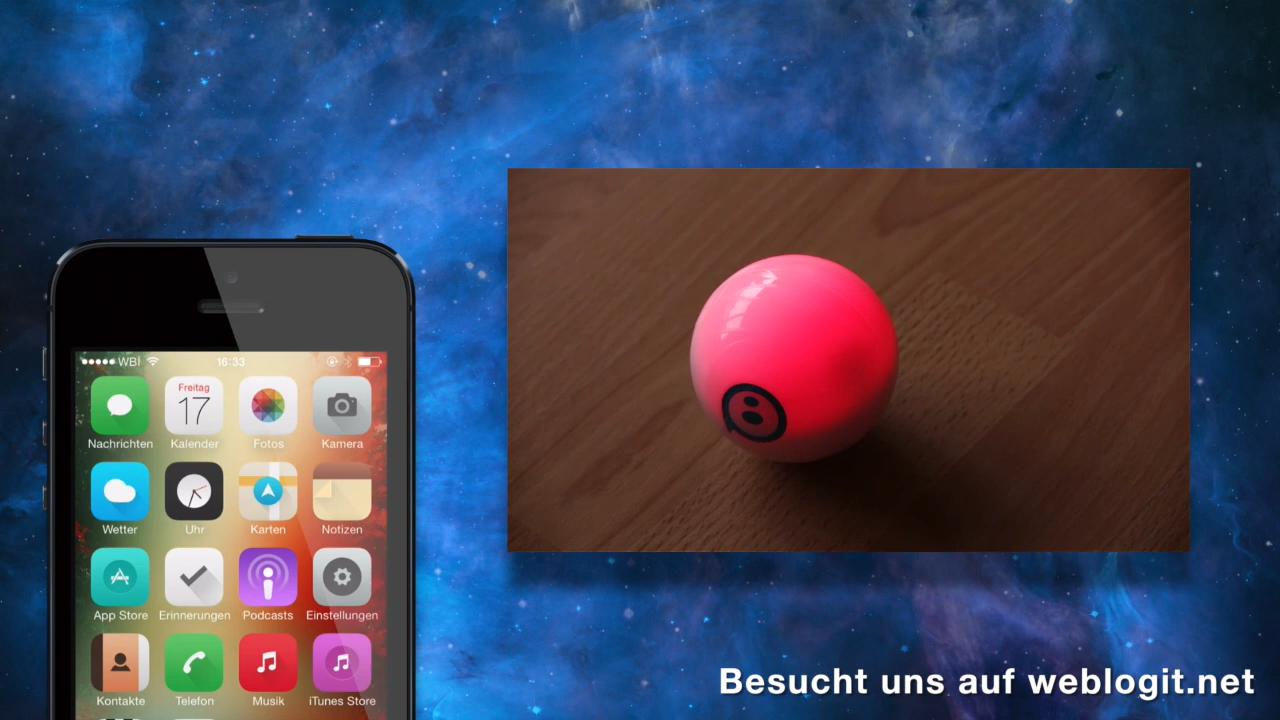 WBI 16:33
Freitag
17
Nachrichten Kalender Fotos Kamera
Wetter Uhr Karten Notizen
App Store Erinnerungen Podcasts Einstellungen
Kontakte Telefon Musik iTunes Store
Besucht uns auf weblogit.net